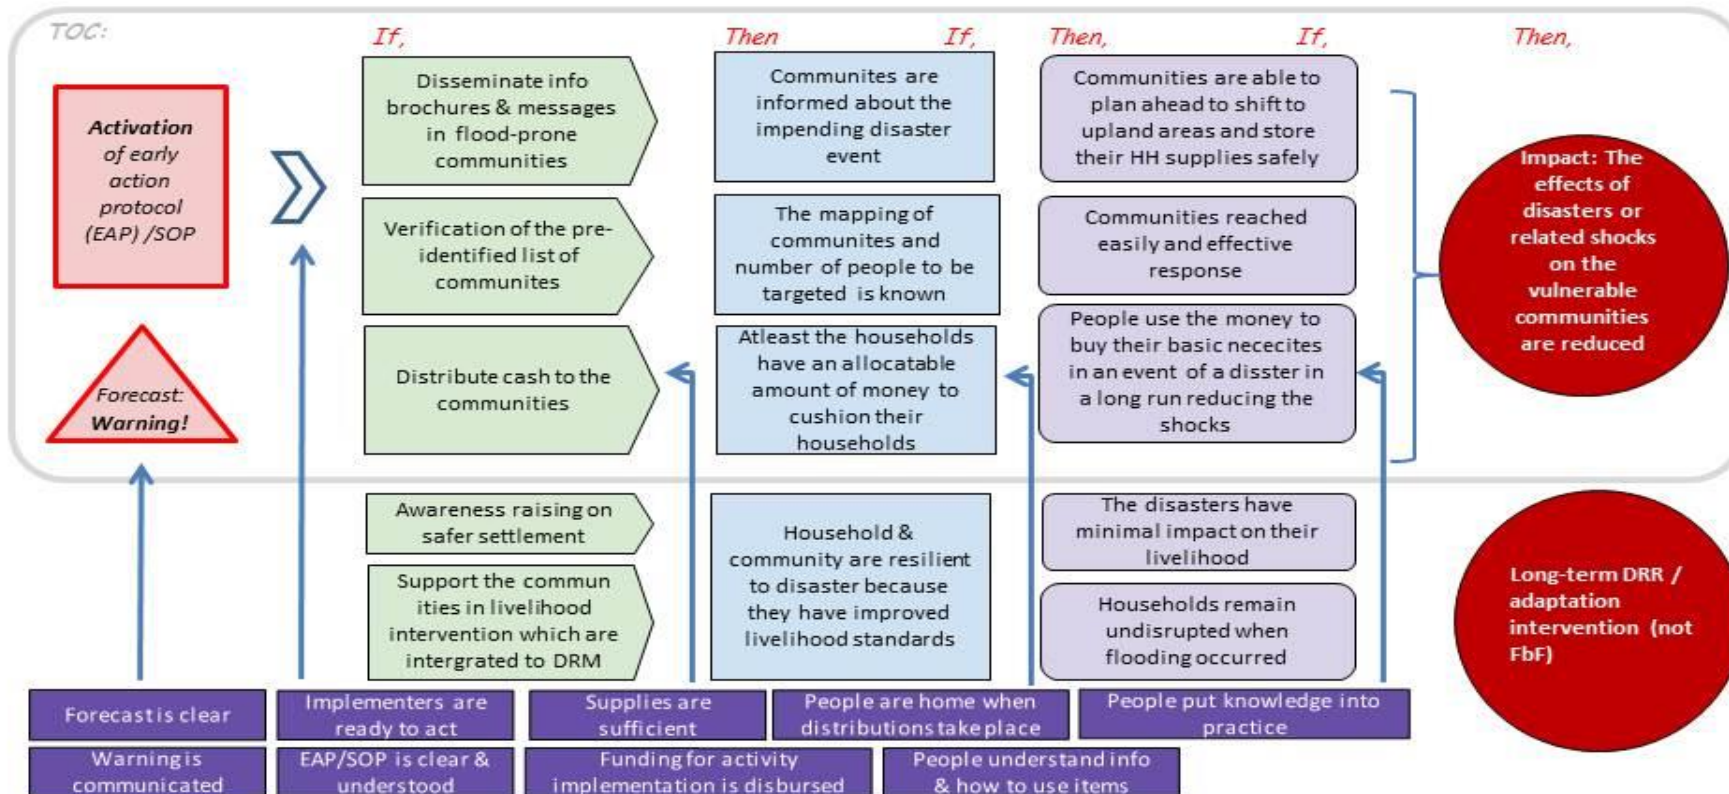 TOC:
If,
Then
If,
Then,
If,
Then,
Activation
of early
action
protocol
(EAP) /SOP
Forecast:
Warning!
Disseminate info
brochures & messages
in flood-prone
communities
Communites are
informed about the
impending disaster
event
Communities are able to
plan ahead to shift to
upland areas and store
their HH supplies safely
Verification of the pre-
identified list of
communites
The mapping of
communites and
number of people to be
targeted is known
Communities reached
easily and effective
response
Distribute cash to the
communities
Atleast the households
have an allocatable
amount of money to
cushion their
households
People use the money to
buy their basic nececites
in an event of a disster in
a long run reducing the
shocks
Impact: The
effects of
disasters or
related shocks
on the
vulnerable
communities
are reduced
Awareness raising on
safer settlement
Support the commun
ities in livelihood
intervention which are
intergrated to DRM
Household &
community are resilient
to disaster because
they have improved
livelihood standards
The disasters have
minimal impact on their
livelihood
Households remain
undisrupted when
flooding occurred
Long-term DRR /
adaptation
intervention (not
FbF)
Forecast is clear
Implementers are
ready to act
Supplies are
sufficient
People are home when
distributions take place
People put knowledge into
practice
Warning is
communicated
EAP/SOP is clear &
understood
Funding for activity
implementation is disbursed
People understand info
& how to use items